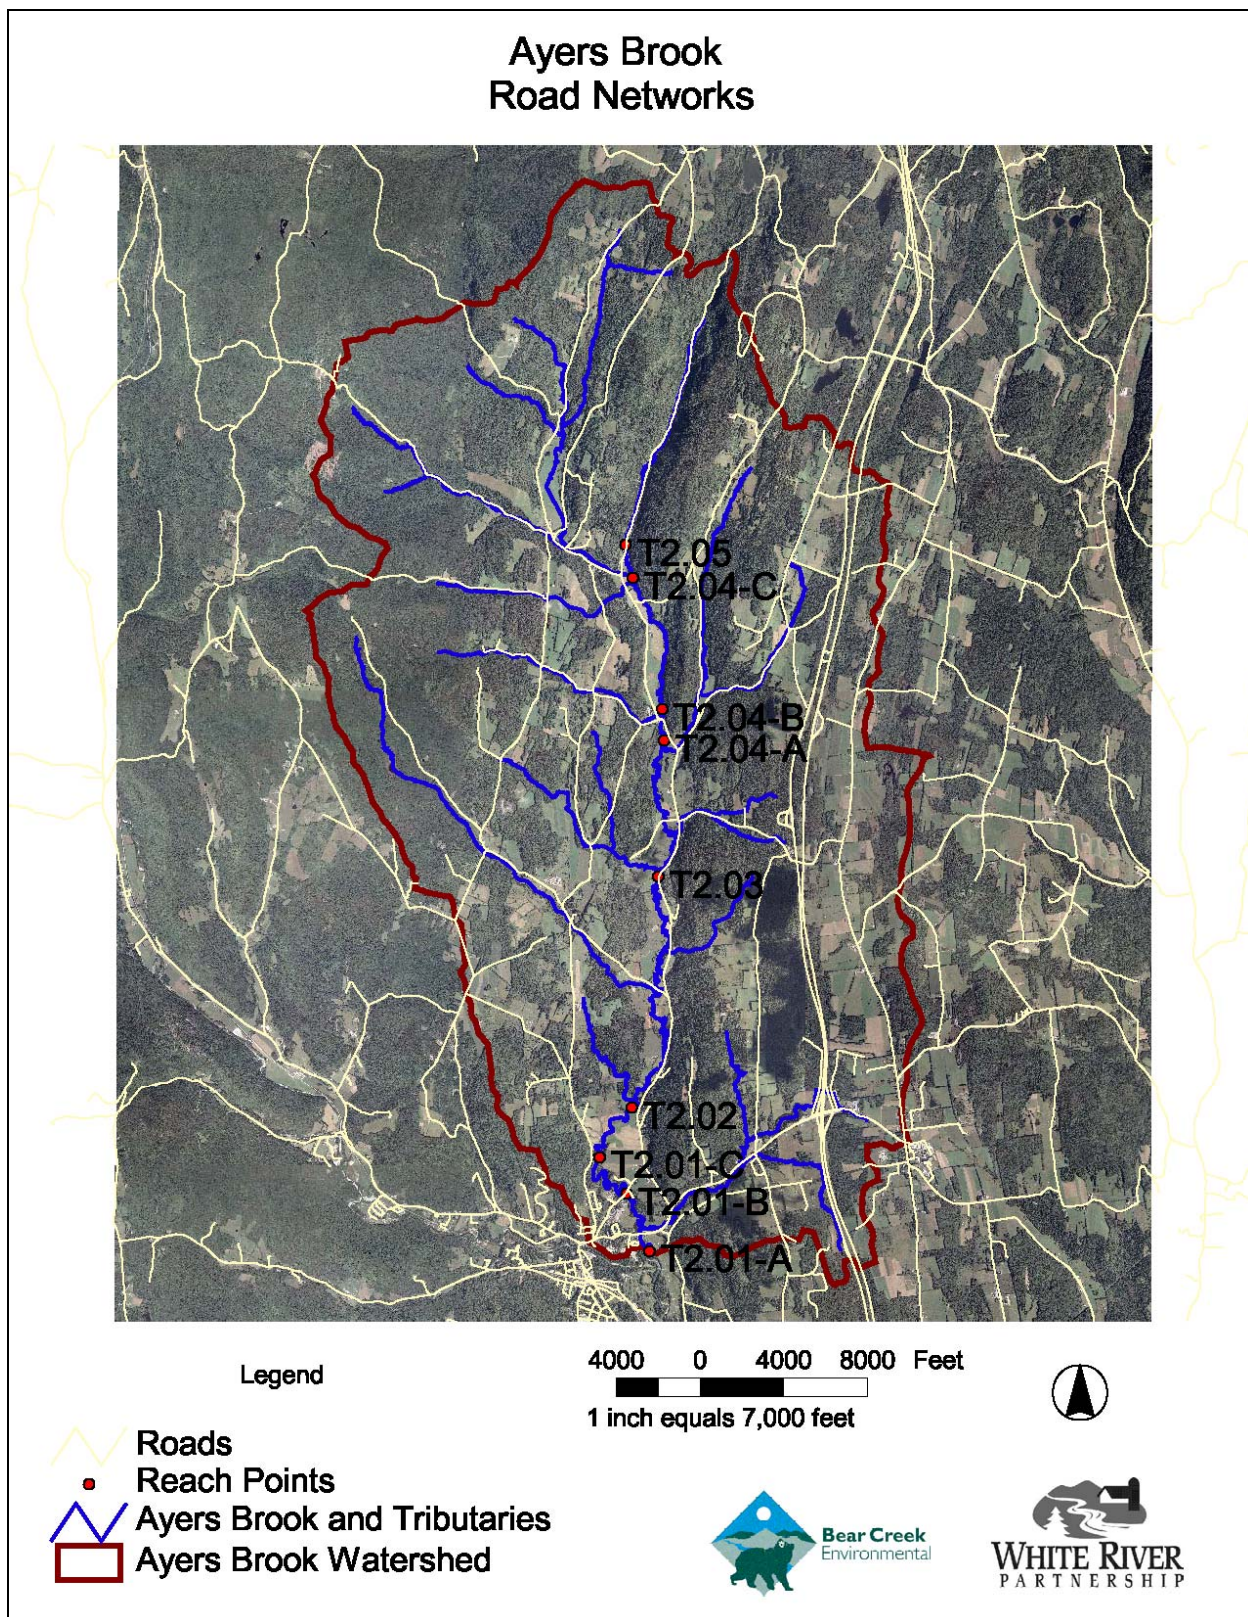 Ayers Brook
Road Networks
T2.05
T2.04-C
T2.04-B
T2.04-A
T2.03
T2.02
T2.01-C
T2.01-B
T2.01-A
Legend
Roads
Reach Points
Ayers Brook and Tributaries
Ayers Brook Watershed
4000 0 4000 8000 Feet
1 inch equals 7,000 feet
Bear Creek
Environmental
WHITE RIVER
PARTNERSHIP